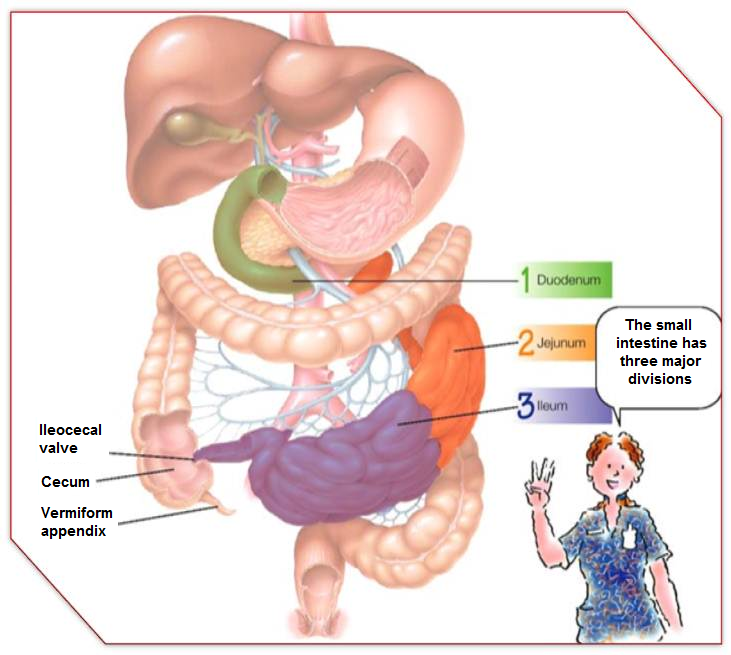 1 Duodenum
2 Jejunum
3 Ileum
The small
intestine has
three major
divisions
Ileocecal
valve
Cecum
Vermiform
appendix